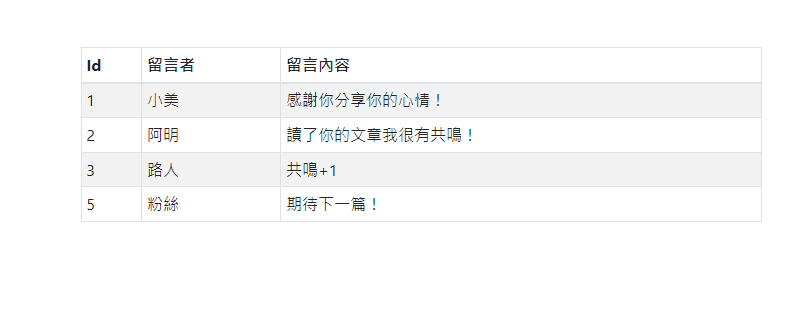 Id 留言者 留言內容
1 小美 感謝你分享你的心情！
2 阿明 讀了你的文章我很有共鳴！
3 路人 共鳴+1
5 粉絲 期待下一篇！